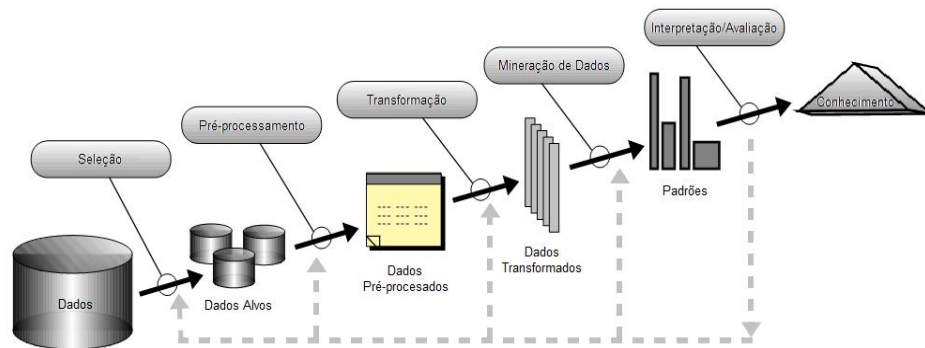 Interpretação/Avaliação
Mineração de Dados
Transformação
Pré-processamento
Seleção
Conhecimento
Padrões
Dados
Transformados
Dados
Pré-procesados
Dados Alvos
Dados